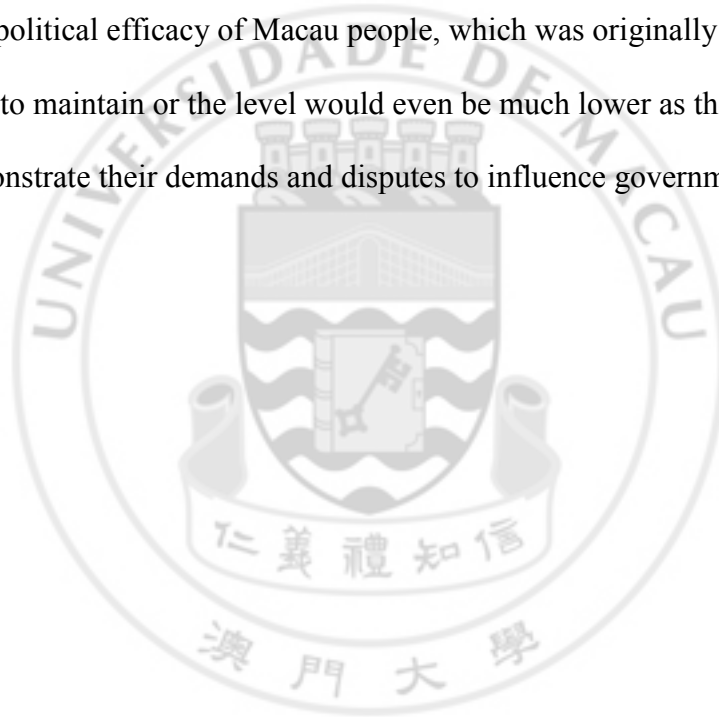 political efficacy of Macau people, which was originally
to maintain or the level would even be much lower as th
onstrate their demands and disputes to influence governm
UNIVERSIDADE DE MACAU
仁義禮知信
澳門大學